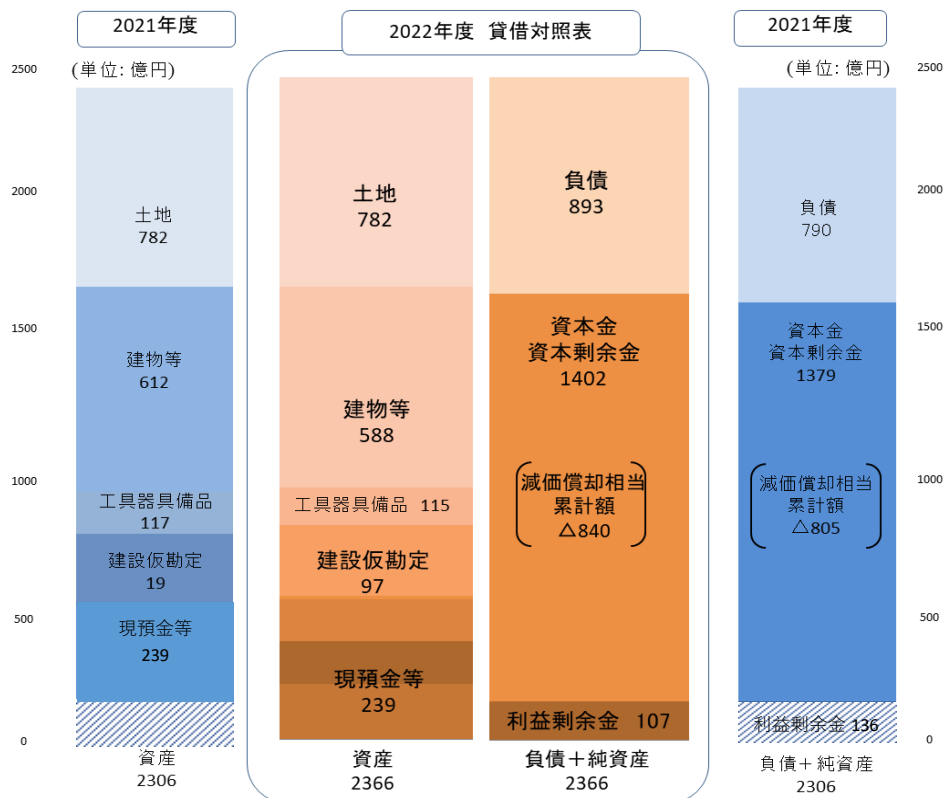 2021年度
2022年度 貸借対照表
2021年度
(単位: 億円)
(単位: 億円)
2500
2000
1500
1000
500
0
土地
782
建物等
612
工具器具備品
117
建設仮勘定
19
現預金等
239
資産
2306
土地
782
建物等
588
工具器具備品 115
建設仮勘定
97
現預金等
239
資産
2366
負債
893
資本金
資本剰余金
1402
減価償却相当
累計額
△840
利益剰余金 107
負債＋純資産
2366
負債
790
資本金
資本剰余金
1379
減価償却相当
累計額
△805
利益剰余金 136
負債＋純資産
2306
2500
2000
1500
1000
500
0